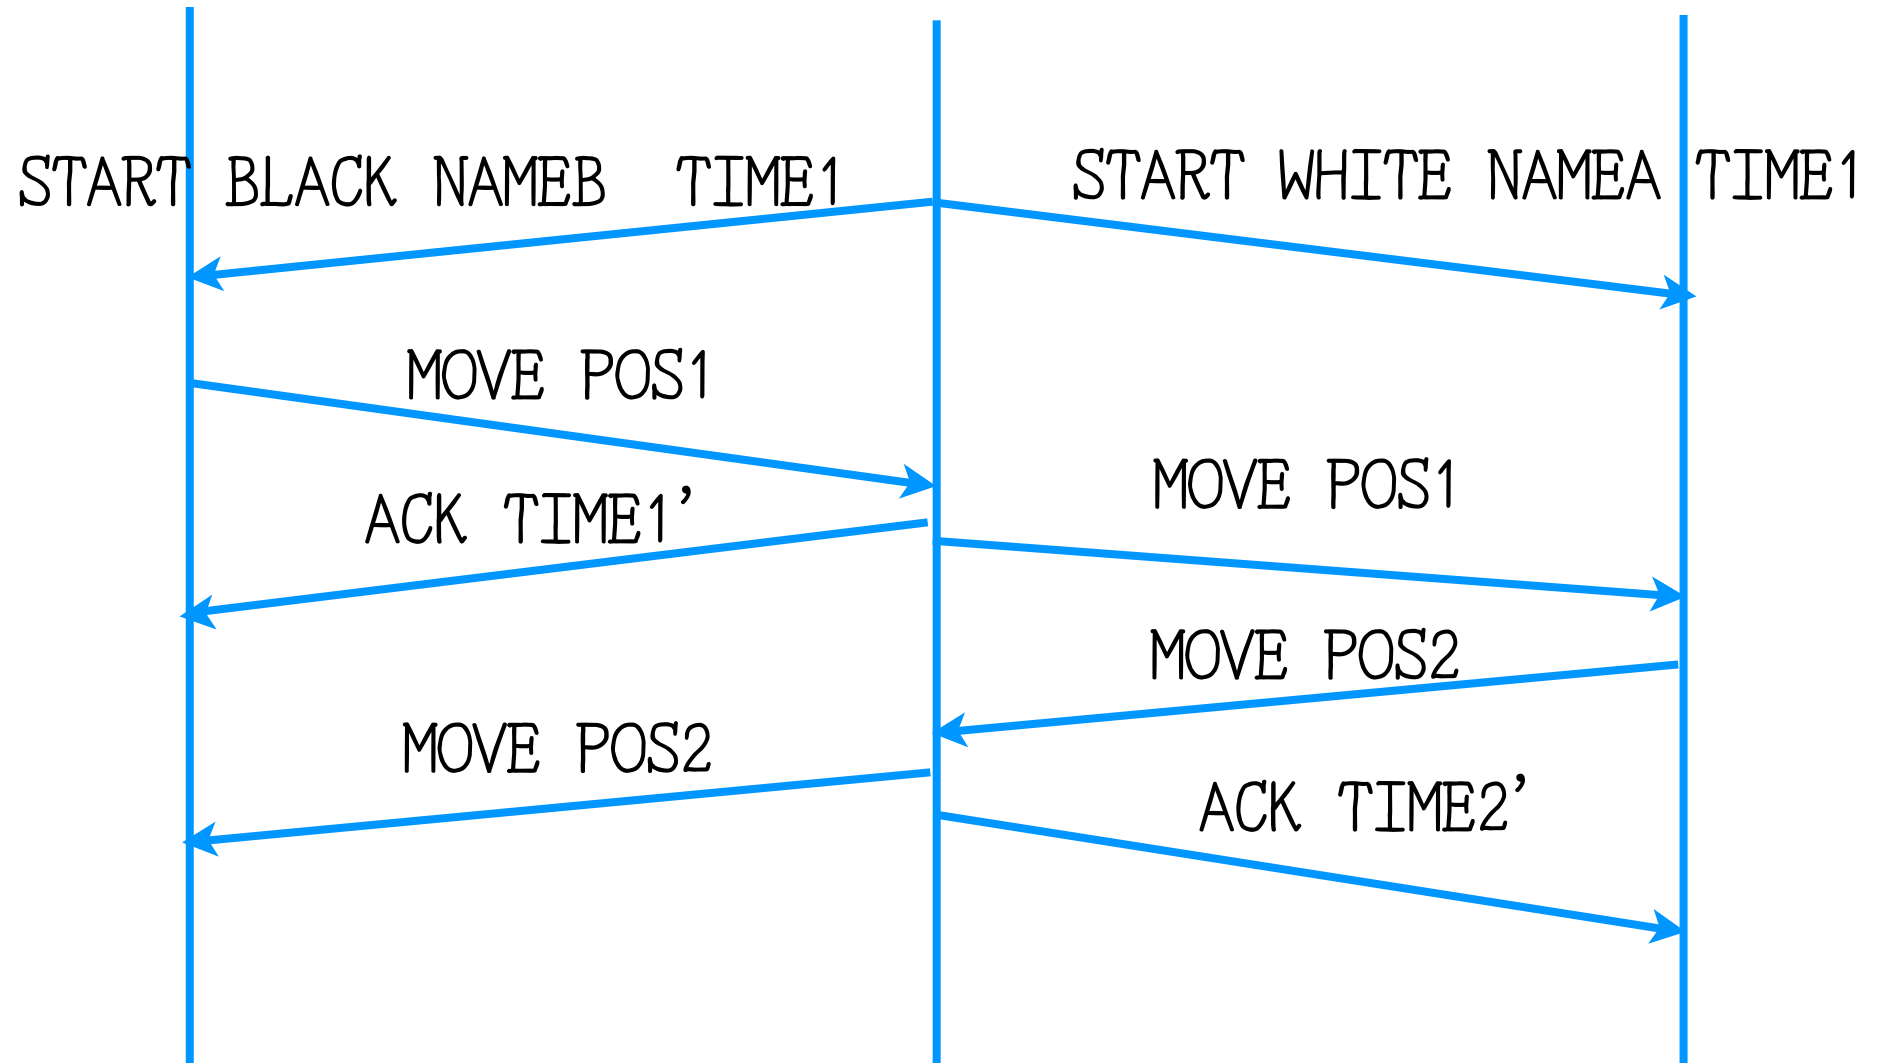 START BLACK NAMEB TIME1
START WHITE NAMEA TIME1
MOVE POS1
MOVE POS1
ACK TIME1’
MOVE POS2
MOVE POS2
ACK TIME2’